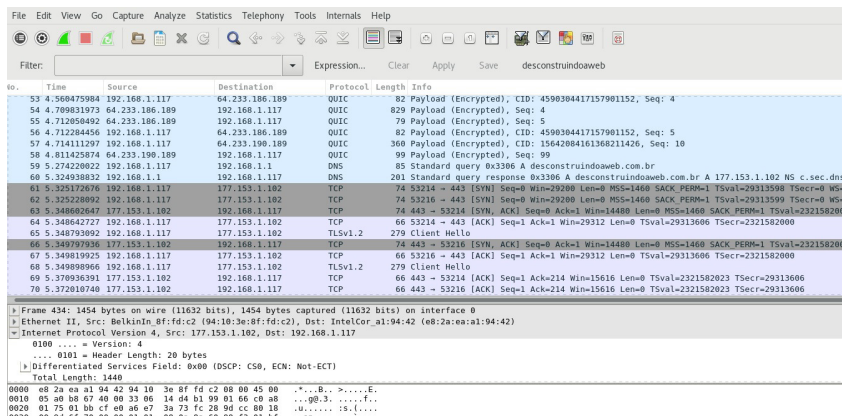 File Edit View Go Capture Analyze Statistics Telephony Tools Internals Help
Filter: Expression... Clear Apply Save desconstruindoaweb
No. Time Source Destination Protocol Length Info
53 4.560475984 192.168.1.117 64.233.186.189 QUIC 82 Payload (Encrypted), CID: 4590304417157901152, Seq: 4
54 4.709831973 64.233.186.189 192.168.1.117 QUIC 829 Payload (Encrypted), Seq: 4
55 4.712050492 64.233.186.189 192.168.1.117 QUIC 79 Payload (Encrypted), Seq: 5
56 4.712284456 192.168.1.117 64.233.186.189 QUIC 82 Payload (Encrypted), CID: 4590304417157901152, Seq: 5
57 4.714111297 192.168.1.117 64.233.190.189 QUIC 360 Payload (Encrypted), CID: 15642084161368211426, Seq: 10
58 4.811425874 64.233.190.189 192.168.1.117 QUIC 99 Payload (Encrypted), Seq: 99
59 5.274220022 192.168.1.117 192.168.1.1 DNS 85 Standard query 0x3306 A desconstruindoaweb.com.br
60 5.324938832 192.168.1.1 192.168.1.117 DNS 201 Standard query response 0x3306 A desconstruindoaweb.com.br A 177.153.1.102 NS c.sec.dns
61 5.325172676 192.168.1.117 177.153.1.102 TCP 74 53214 → 443 [SYN] Seq=0 Win=29200 Len=0 MSS=1460 SACK_PERM=1 TSval=29313598 TSecr=0 WS=
62 5.325228092 192.168.1.117 177.153.1.102 TCP 74 53216 → 443 [SYN] Seq=0 Win=29200 Len=0 MSS=1460 SACK_PERM=1 TSval=29313599 TSecr=0 WS=
63 5.348602647 177.153.1.102 192.168.1.117 TCP 74 443 → 53214 [SYN, ACK] Seq=0 Ack=1 Win=14480 Len=0 MSS=1460 SACK_PERM=1 TSval=2321582000
64 5.348642727 192.168.1.117 177.153.1.102 TCP 66 53214 → 443 [ACK] Seq=1 Ack=1 Win=29312 Len=0 TSval=29313606 TSecr=2321582000
65 5.348793092 192.168.1.117 177.153.1.102 TLSv1.2 279 Client Hello
66 5.349797936 177.153.1.102 192.168.1.117 TCP 74 443 → 53216 [SYN, ACK] Seq=0 Ack=1 Win=14480 Len=0 MSS=1460 SACK_PERM=1 TSval=2321582000
67 5.349819925 192.168.1.117 177.153.1.102 TCP 66 53216 → 443 [ACK] Seq=1 Ack=1 Win=29312 Len=0 TSval=29313606 TSecr=2321582000
68 5.349898966 192.168.1.117 177.153.1.102 TLSv1.2 279 Client Hello
69 5.370936391 177.153.1.102 192.168.1.117 TCP 66 443 → 53214 [ACK] Seq=1 Ack=214 Win=15616 Len=0 TSval=2321582023 TSecr=29313606
70 5.372010740 177.153.1.102 192.168.1.117 TCP 66 443 → 53216 [ACK] Seq=1 Ack=214 Win=15616 Len=0 TSval=2321582023 TSecr=29313606
Frame 434: 1454 bytes on wire (11632 bits), 1454 bytes captured (11632 bits) on interface 0
Ethernet II, Src: BelkinIn_8f:fd:c2 (94:10:3e:8f:fd:c2), Dst: IntelCor_a1:94:42 (e8:2a:ea:a1:94:42)
Internet Protocol Version 4, Src: 177.153.1.102, Dst: 192.168.1.117
0100 .... = Version: 4
.... 0101 = Header Length: 20 bytes
Differentiated Services Field: 0x00 (DSCP: CS0, ECN: Not-ECT)
Total Length: 1440
0000 e8 2a ea a1 94 42 94 10 3e 8f fd c2 08 00 45 00 .*...B.. >.....E.
0010 05 a0 b8 67 40 00 33 06 14 d4 b1 99 01 66 c0 a8 ...g@.3. .....f..
0020 01 75 01 bb cf e0 a6 e7 3a 73 fc 28 9d cc 80 18 .u...... :s.(....